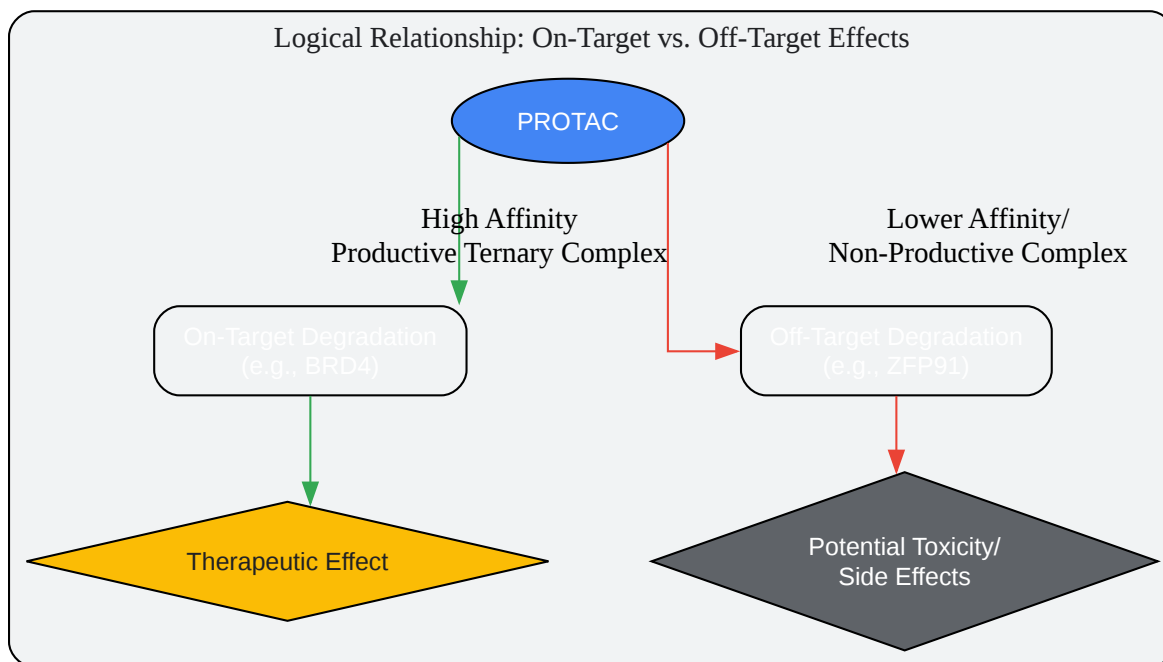 Logical Relationship: On-Target vs. Off-Target Effects
PROTAC
High Affinity
Productive Ternary Complex
Lower Affinity/
Non-Productive Complex
On-Target Degradation
(e.g., BRD4)
Off-Target Degradation
(e.g., ZFP91)
Therapeutic Effect
Potential Toxicity/
Side Effects